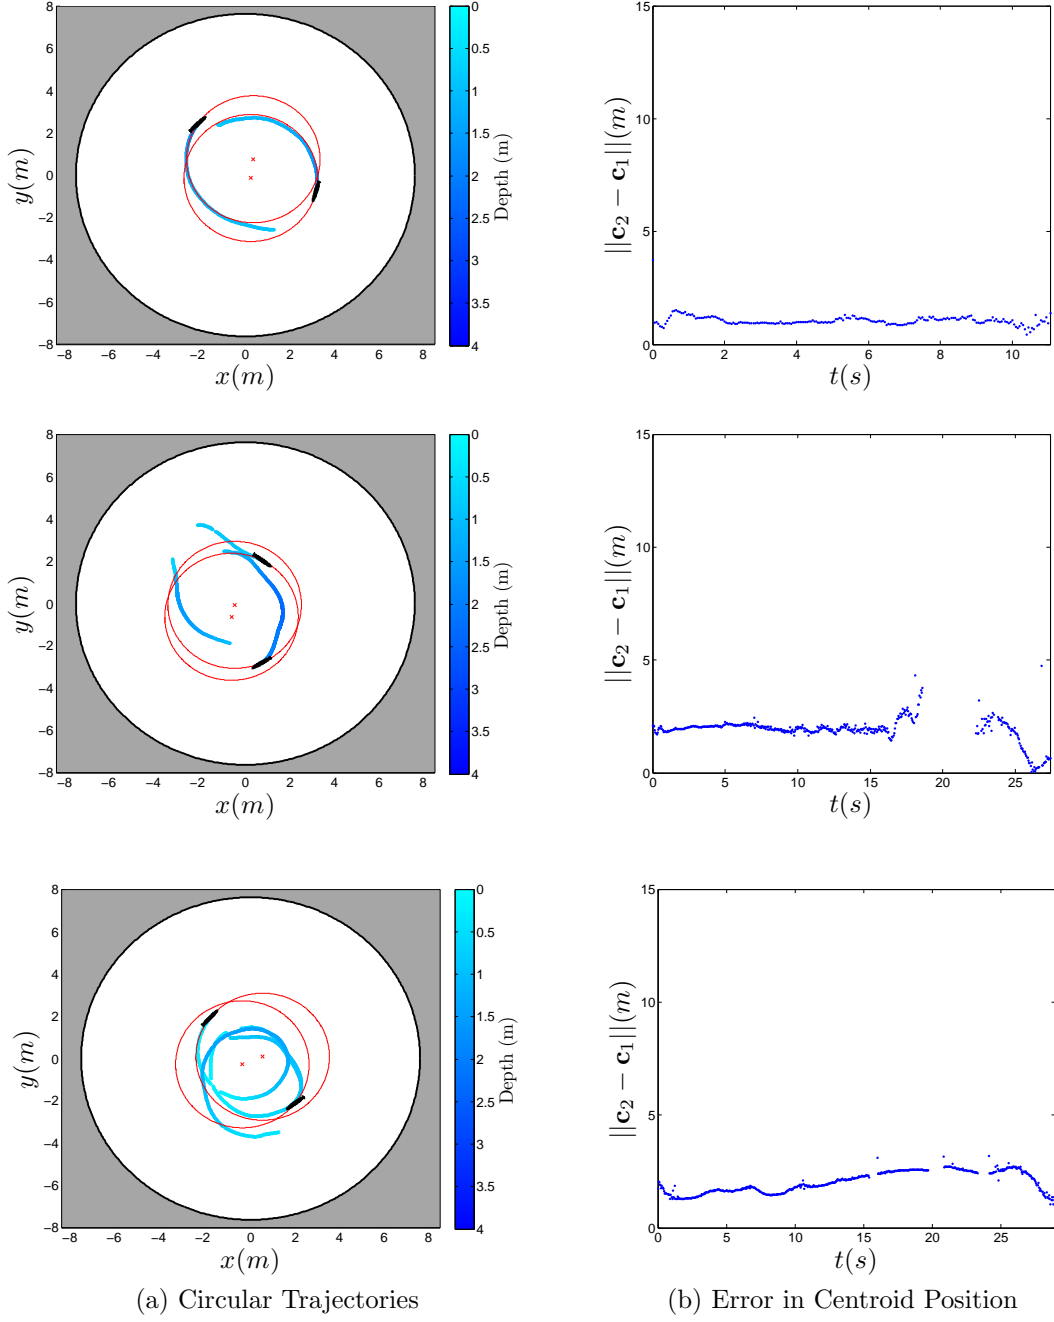 8
6
4
2
0
−2
−4
−6
−8
y(m)
−8 −6 −4 −2 0 2 4 6 8
x(m)
0
0.5
1
1.5
2
2.5
3
3.5
4
Depth (m)
15
10
5
0
||c₂ − c₁||(m)
0 2 4 6 8 10
t(s)
8
6
4
2
0
−2
−4
−6
−8
y(m)
−8 −6 −4 −2 0 2 4 6 8
x(m)
0
0.5
1
1.5
2
2.5
3
3.5
4
Depth (m)
15
10
5
0
||c₂ − c₁||(m)
0 5 10 15 20 25
t(s)
8
6
4
2
0
−2
−4
−6
−8
y(m)
−8 −6 −4 −2 0 2 4 6 8
x(m)
0
0.5
1
1.5
2
2.5
3
3.5
4
Depth (m)
15
10
5
0
||c₂ − c₁||(m)
0 5 10 15 20 25
t(s)
(a) Circular Trajectories
(b) Error in Centroid Position